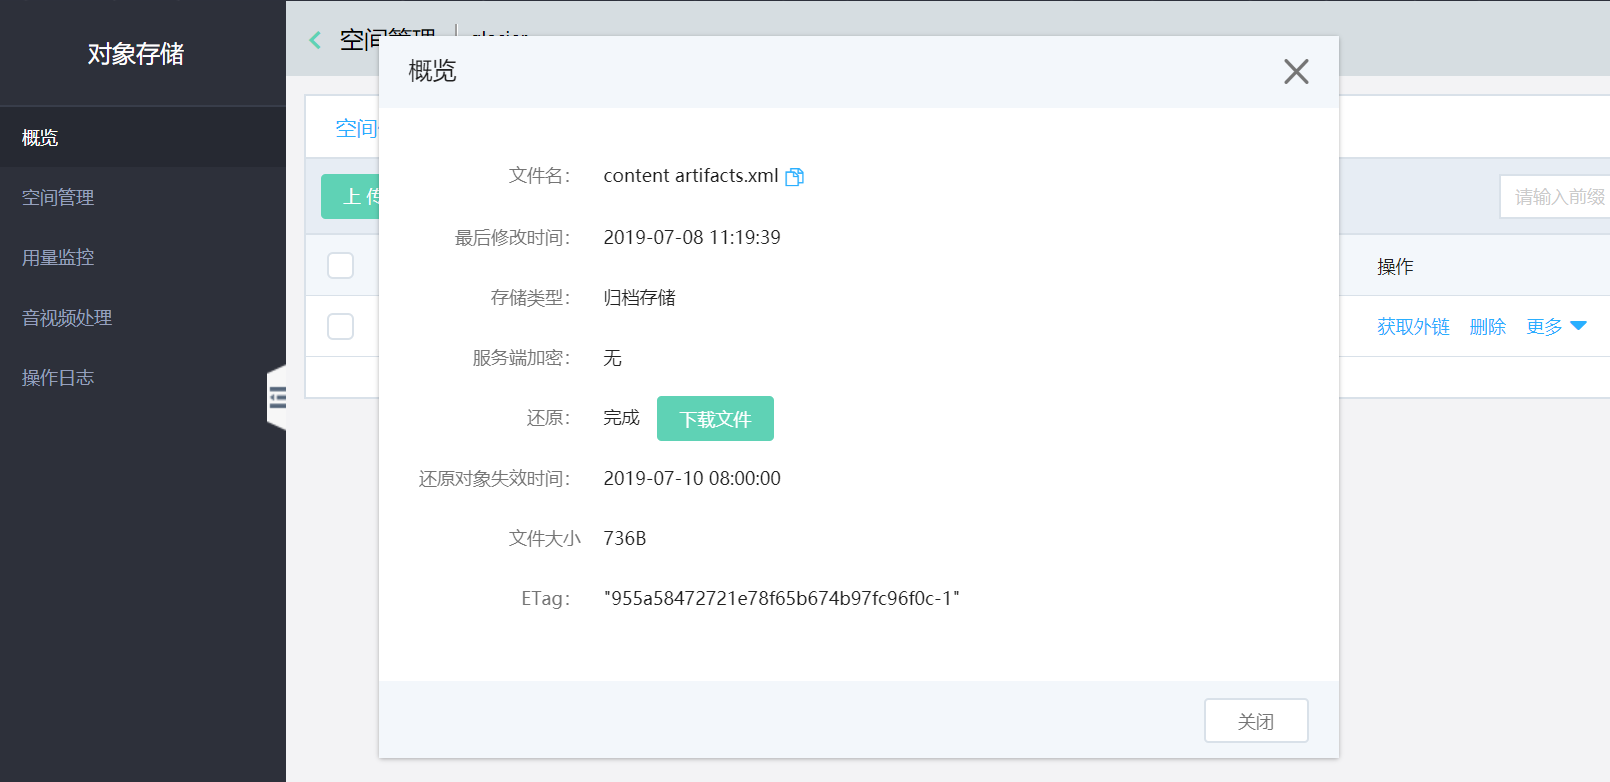 对象存储
概览
空间管理
用量监控
音视频处理
操作日志
空间管理 glacier
空间
上传
请输入前缀
操作
获取外链 删除 更多
概览
文件名： content artifacts.xml
最后修改时间： 2019-07-08 11:19:39
存储类型： 归档存储
服务端加密： 无
还原： 完成 下载文件
还原对象失效时间： 2019-07-10 08:00:00
文件大小 736B
ETag： "955a58472721e78f65b674b97fc96f0c-1"
关闭